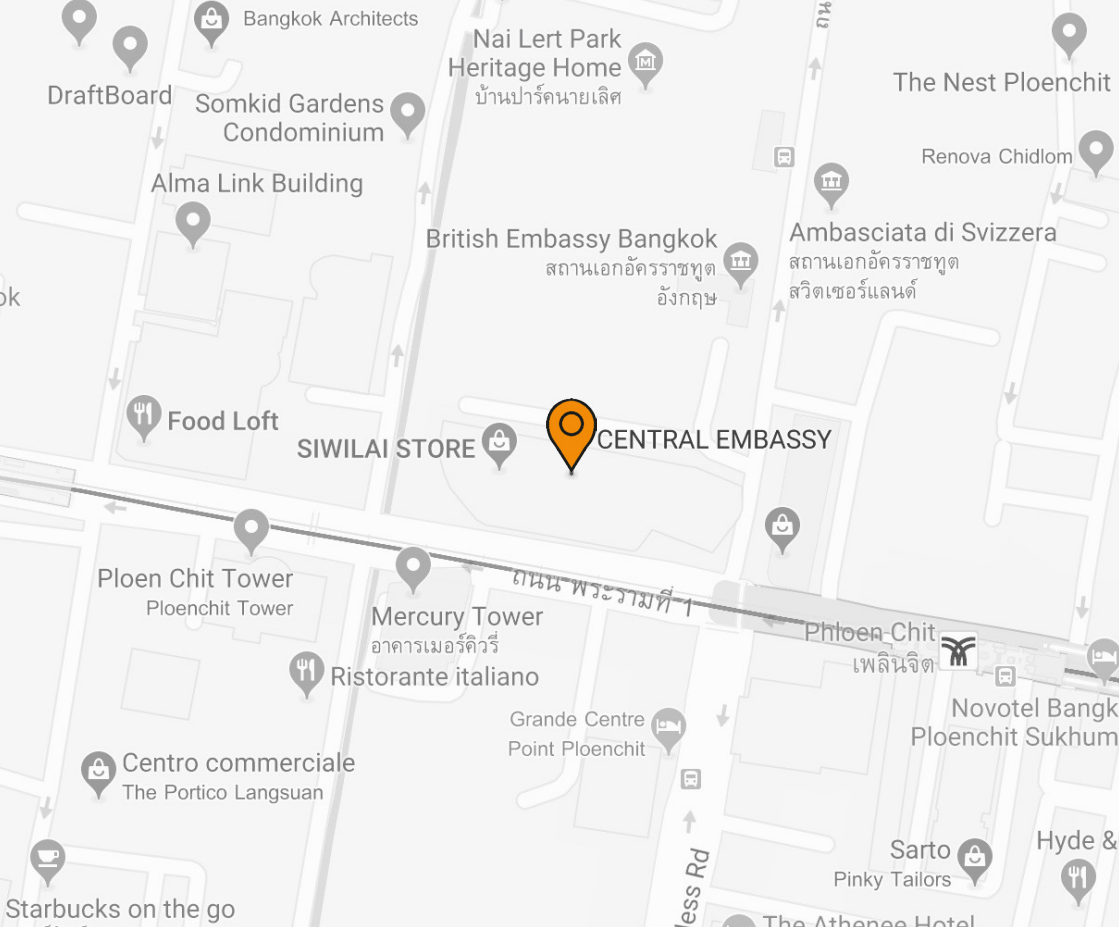 Bangkok Architects
DraftBoard
Somkid Gardens
Condominium
Nai Lert Park
Heritage Home
บ้านปาร์คนายเลิศ
ถน
The Nest Ploenchit
Renova Chidlom
Alma Link Building
British Embassy Bangkok
สถานเอกอัครราชทูต
อังกฤษ
Ambasciata di Svizzera
สถานเอกอัครราชทูต
สวิตเซอร์แลนด์
ok
Food Loft
SIWILAI STORE
CENTRAL EMBASSY
Ploen Chit Tower
Ploenchit Tower
Mercury Tower
อาคารเมอร์คิวรี่
ถนน พระรามที่ 1
Phloen Chit
เพลินจิต
Ristorante italiano
Grande Centre
Point Ploenchit
Novotel Bangk
Ploenchit Sukhum
Centro commerciale
The Portico Langsuan
less Rd
Sarto
Pinky Tailors
Hyde &
Starbucks on the go
The Athenee Hotel